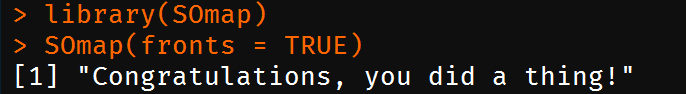 > library(SOmap)
> SOmap(fronts = TRUE)
[1] "Congratulations, you did a thing!"